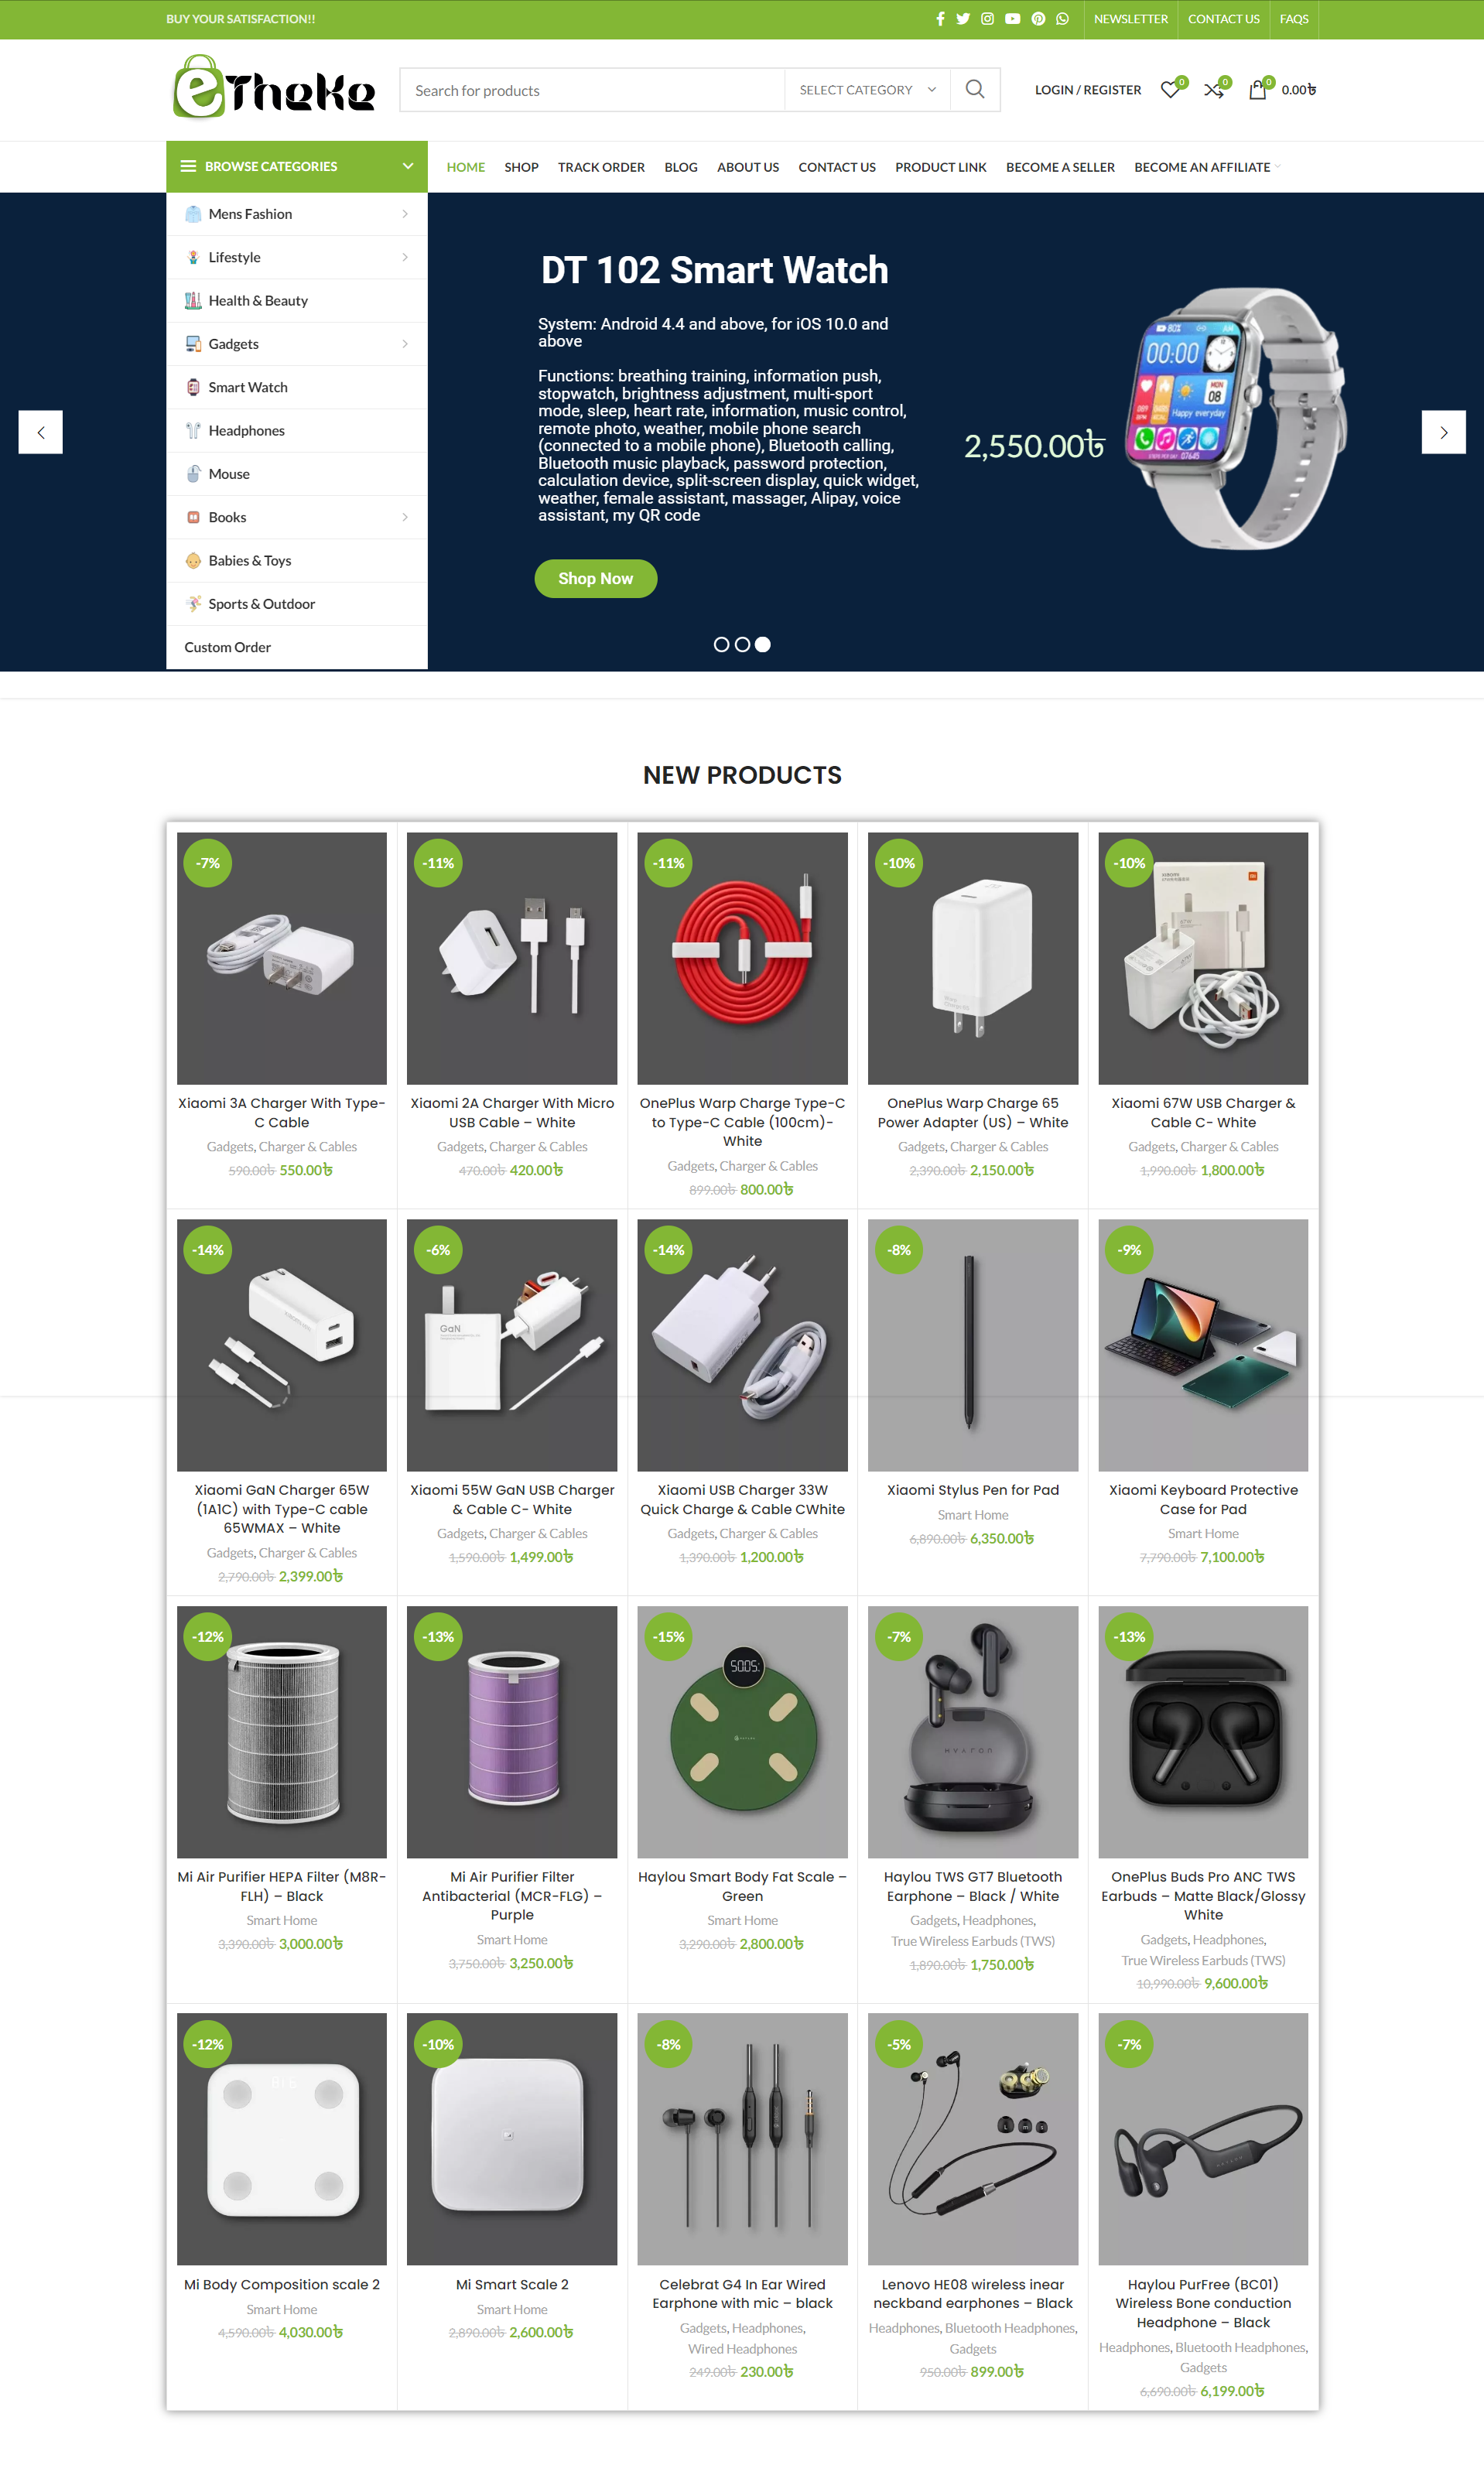 BUY YOUR SATISFACTION!!
NEWSLETTER
CONTACT US
FAQS
eTheke
Search for products
SELECT CATEGORY
LOGIN / REGISTER
0
0
0
0.00৳
BROWSE CATEGORIES
HOME
SHOP
TRACK ORDER
BLOG
ABOUT US
CONTACT US
PRODUCT LINK
BECOME A SELLER
BECOME AN AFFILIATE
Mens Fashion
Lifestyle
Health & Beauty
Gadgets
Smart Watch
Headphones
Mouse
Books
Babies & Toys
Sports & Outdoor
Custom Order
DT 102 Smart Watch
System: Android 4.4 and above, for iOS 10.0 and
above
Functions: breathing training, information push,
stopwatch, brightness adjustment, multi-sport
mode, sleep, heart rate, information, music control,
remote photo, weather, mobile phone search
(connected to a mobile phone), Bluetooth calling,
Bluetooth music playback, password protection,
calculation device, split-screen display, quick widget,
weather, female assistant, massager, Alipay, voice
assistant, my QR code
Shop Now
2,550.00৳
80%
AM
00:00
MON
08
Happy everyday
07645
NEW PRODUCTS
-7%
Xiaomi 3A Charger With Type-
C Cable
Gadgets, Charger & Cables
590.00৳ 550.00৳
-11%
Xiaomi 2A Charger With Micro
USB Cable – White
Gadgets, Charger & Cables
470.00৳ 420.00৳
-11%
OnePlus Warp Charge Type-C
to Type-C Cable (100cm)-
White
Gadgets, Charger & Cables
899.00৳ 800.00৳
-10%
OnePlus Warp Charge 65
Power Adapter (US) – White
Gadgets, Charger & Cables
2,390.00৳ 2,150.00৳
-10%
Xiaomi 67W USB Charger &
Cable C- White
Gadgets, Charger & Cables
1,990.00৳ 1,800.00৳
-14%
Xiaomi GaN Charger 65W
(1A1C) with Type-C cable
65WMAX – White
Gadgets, Charger & Cables
2,790.00৳ 2,399.00৳
-6%
GaN
Xiaomi 55W GaN USB Charger
& Cable C- White
Gadgets, Charger & Cables
1,590.00৳ 1,499.00৳
-14%
Xiaomi USB Charger 33W
Quick Charge & Cable CWhite
Gadgets, Charger & Cables
1,390.00৳ 1,200.00৳
-8%
Xiaomi Stylus Pen for Pad
Smart Home
6,890.00৳ 6,350.00৳
-9%
Xiaomi Keyboard Protective
Case for Pad
Smart Home
7,790.00৳ 7,100.00৳
-12%
Mi Air Purifier HEPA Filter (M8R-
FLH) – Black
Smart Home
3,390.00৳ 3,000.00৳
-13%
Mi Air Purifier Filter
Antibacterial (MCR-FLG) –
Purple
Smart Home
3,750.00৳ 3,250.00৳
-15%
Haylou Smart Body Fat Scale –
Green
Smart Home
3,290.00৳ 2,800.00৳
-7%
Haylou TWS GT7 Bluetooth
Earphone – Black / White
Gadgets, Headphones,
True Wireless Earbuds (TWS)
1,890.00৳ 1,750.00৳
-13%
OnePlus Buds Pro ANC TWS
Earbuds – Matte Black/Glossy
White
Gadgets, Headphones,
True Wireless Earbuds (TWS)
10,990.00৳ 9,600.00৳
-12%
Mi Body Composition scale 2
Smart Home
4,590.00৳ 4,030.00৳
-10%
Mi Smart Scale 2
Smart Home
2,890.00৳ 2,600.00৳
-8%
Celebrat G4 In Ear Wired
Earphone with mic – black
Gadgets, Headphones,
Wired Headphones
249.00৳ 230.00৳
-5%
Lenovo HE08 wireless inear
neckband earphones – Black
Headphones, Bluetooth Headphones,
Gadgets
950.00৳ 899.00৳
-7%
Haylou PurFree (BC01)
Wireless Bone conduction
Headphone – Black
Headphones, Bluetooth Headphones,
Gadgets
6,690.00৳ 6,199.00৳